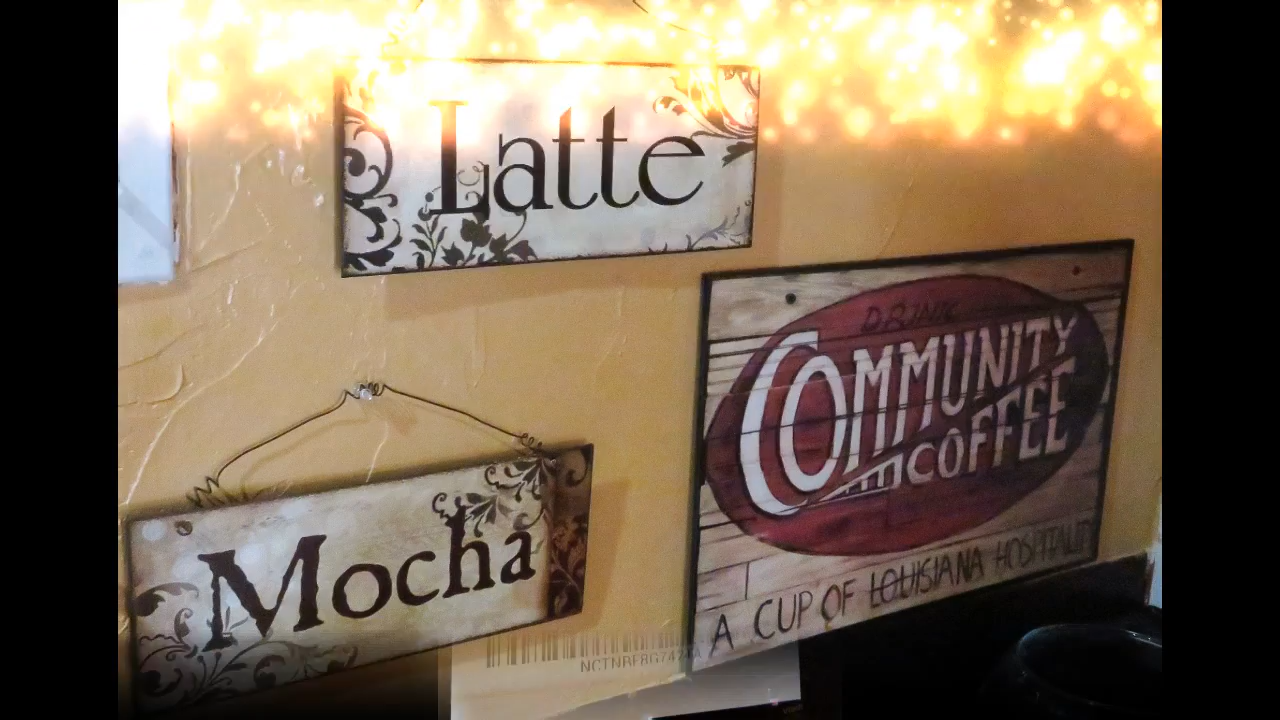 Latte
DRINK
COMMUNITY
COFFEE
Mocha
A CUP OF LOUISIANA HOSPITALITY